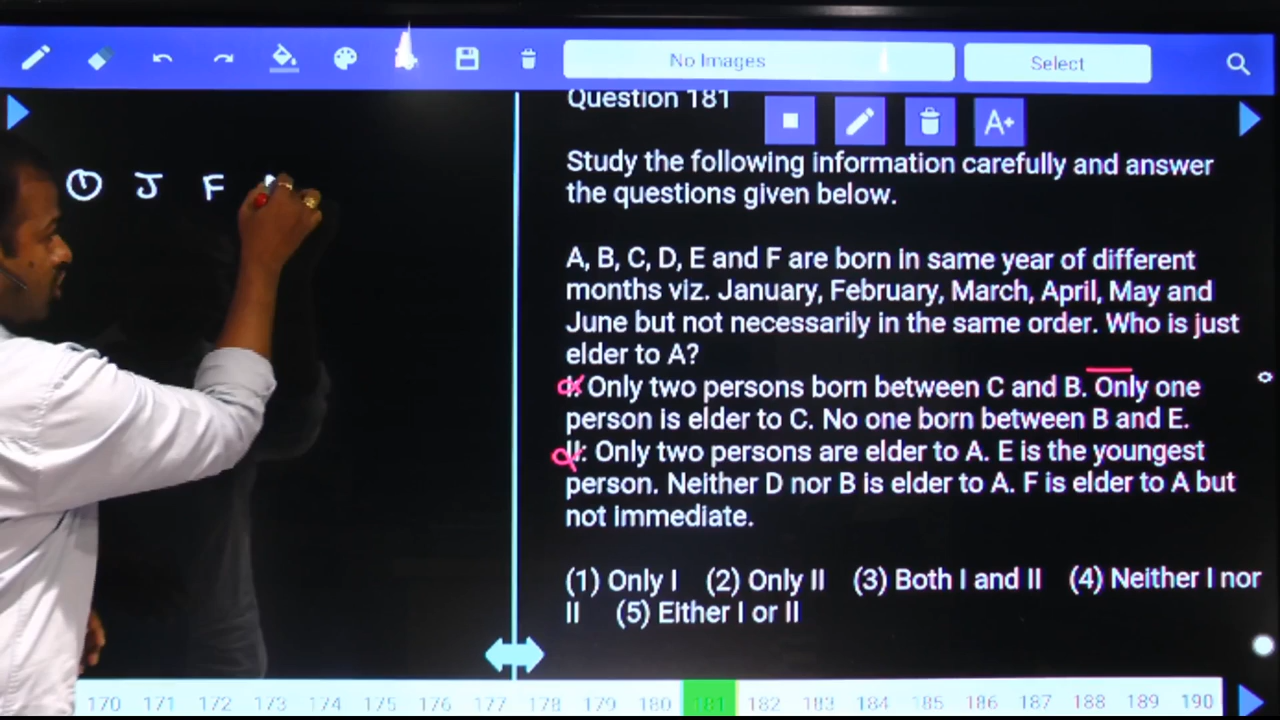 No Images
Select
Question 181
A+
① J F
Study the following information carefully and answer
the questions given below.
A, B, C, D, E and F are born in same year of different
months viz. January, February, March, April, May and
June but not necessarily in the same order. Who is just
elder to A?
I: Only two persons born between C and B. Only one
person is elder to C. No one born between B and E.
II: Only two persons are elder to A. E is the youngest
person. Neither D nor B is elder to A. F is elder to A but
not immediate.
(1) Only I (2) Only II (3) Both I and II (4) Neither I nor
II (5) Either I or II
170 171 172 173 174 175 176 177 178 179 180 181 182 183 184 185 186 187 188 189 190